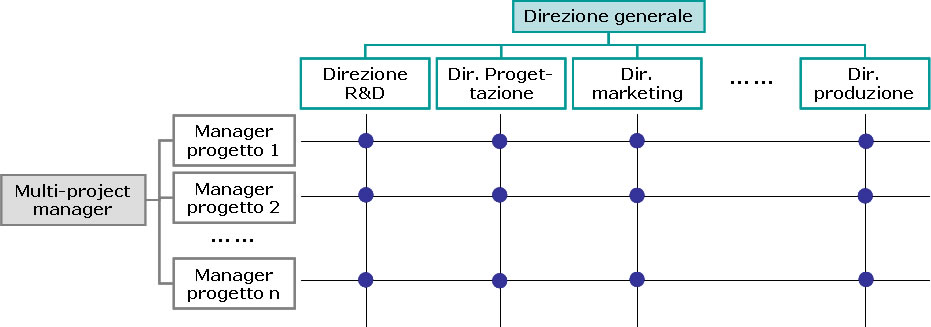 Direzione generale
Direzione
R&D
Dir. Proget-
tazione
Dir.
marketing
……
Dir.
produzione
Manager
progetto 1
Multi-project
manager
Manager
progetto 2
……
Manager
progetto n